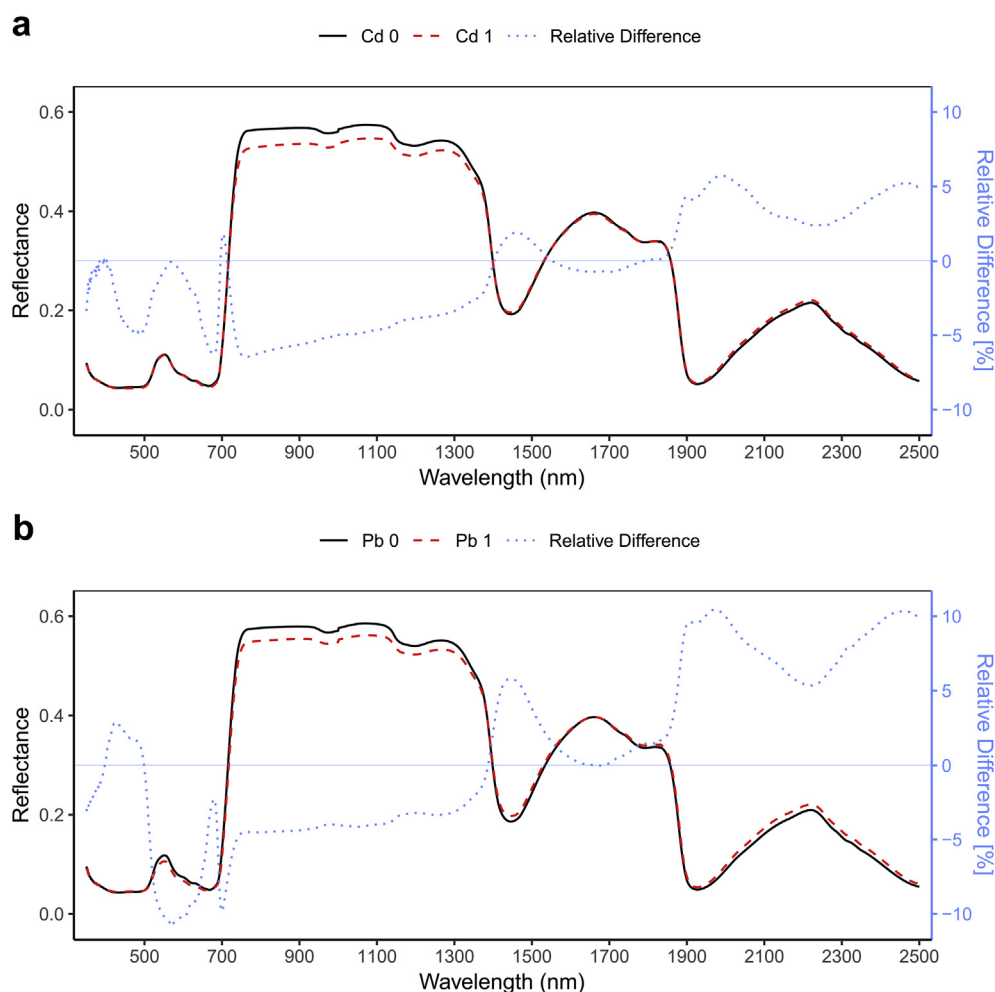 a
Cd 0 Cd 1 Relative Difference
0.6
0.4
0.2
0.0
Reflectance
10
5
0
−5
−10
Relative Difference [%]
500 700 900 1100 1300 1500 1700 1900 2100 2300 2500
Wavelength (nm)
b
Pb 0 Pb 1 Relative Difference
0.6
0.4
0.2
0.0
Reflectance
10
5
0
−5
−10
Relative Difference [%]
500 700 900 1100 1300 1500 1700 1900 2100 2300 2500
Wavelength (nm)